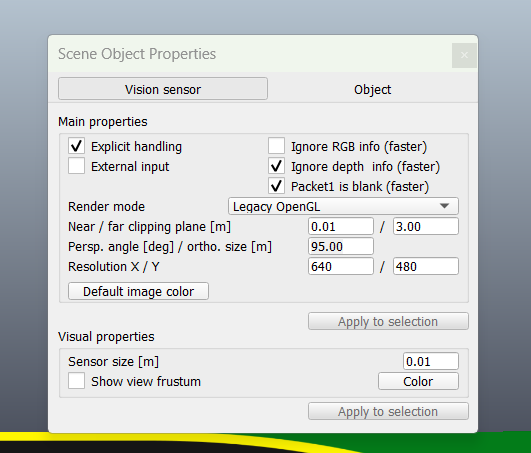 Scene Object Properties
Vision sensor Object
Main properties
Explicit handling Ignore RGB info (faster)
External input Ignore depth info (faster)
Packet1 is blank (faster)
Render mode Legacy OpenGL
Near / far clipping plane [m] 0.01 / 3.00
Persp. angle [deg] / ortho. size [m] 95.00
Resolution X / Y 640 / 480
Default image color
Apply to selection
Visual properties
Sensor size [m] 0.01
Show view frustum Color
Apply to selection